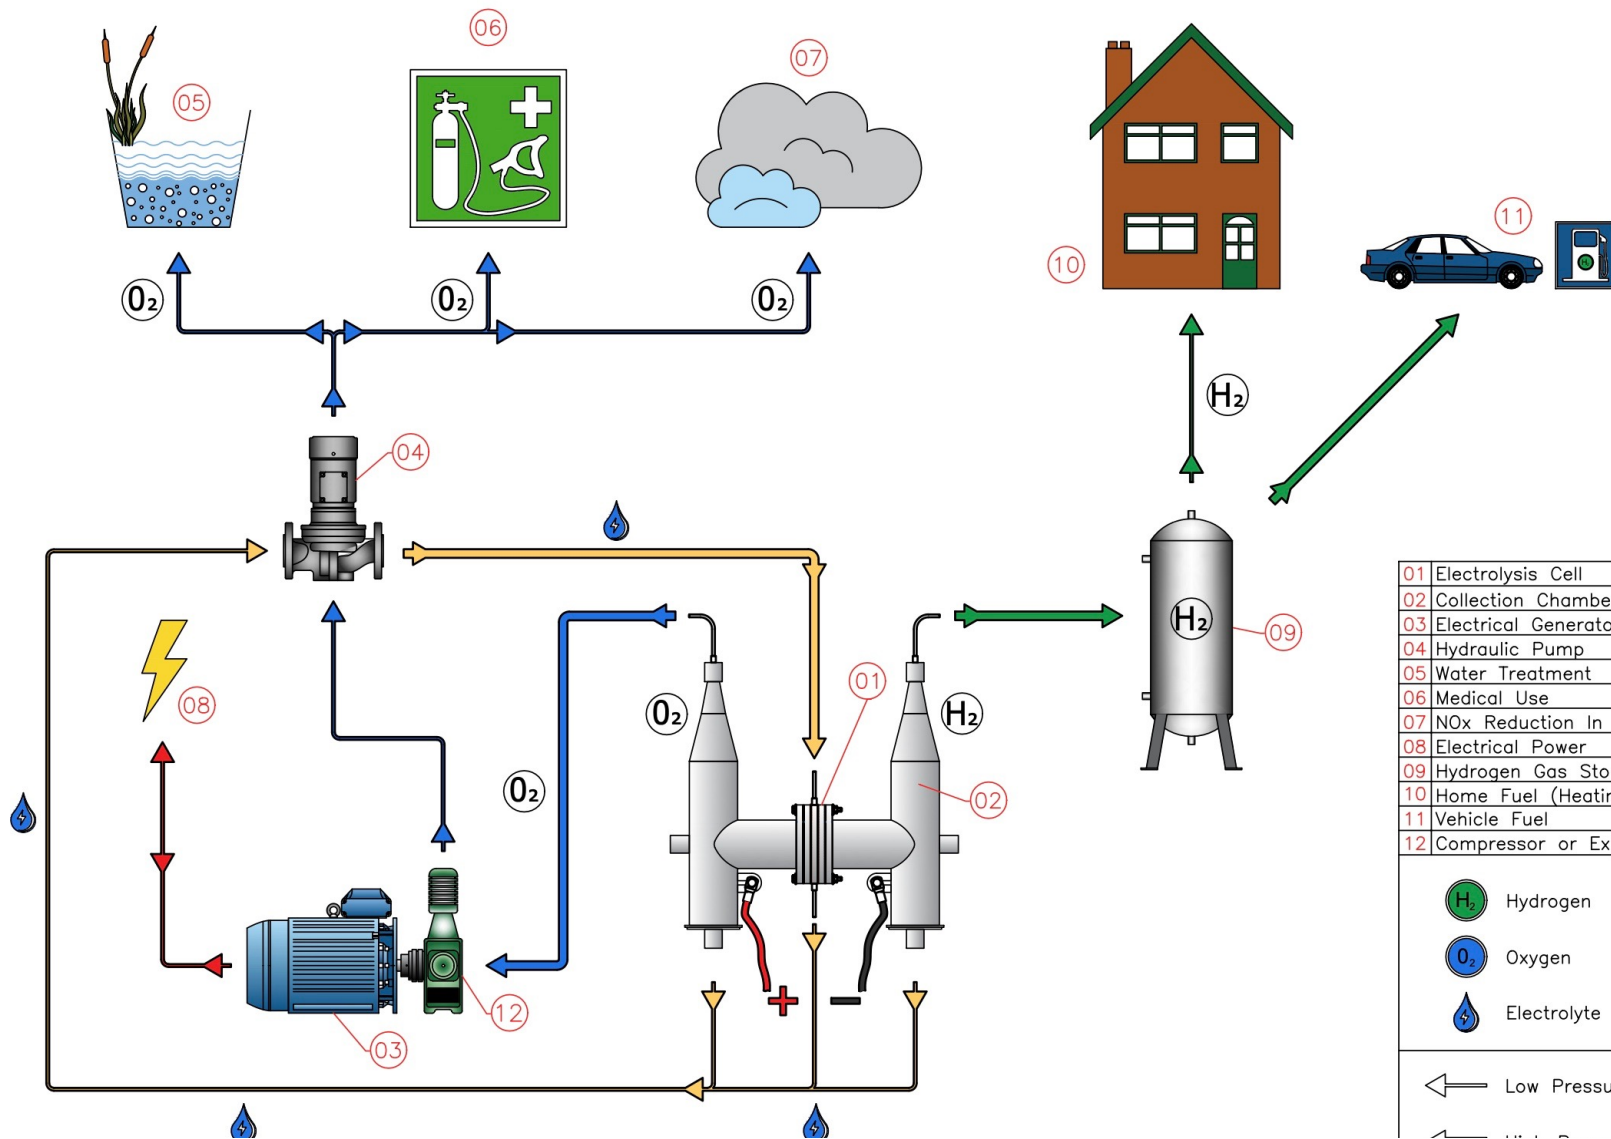 05
06
07
10
11
H₂
O₂
O₂
O₂
H₂
04
H₂
09
08
01
O₂
H₂
O₂
02
12
03
+ −
01 Electrolysis Cell
02 Collection Chambe
03 Electrical Generato
04 Hydraulic Pump
05 Water Treatment
06 Medical Use
07 NOx Reduction In
08 Electrical Power
09 Hydrogen Gas Sto
10 Home Fuel (Heatin
11 Vehicle Fuel
12 Compressor or Ex
H₂ Hydrogen
O₂ Oxygen
Electrolyte
Low Pressu